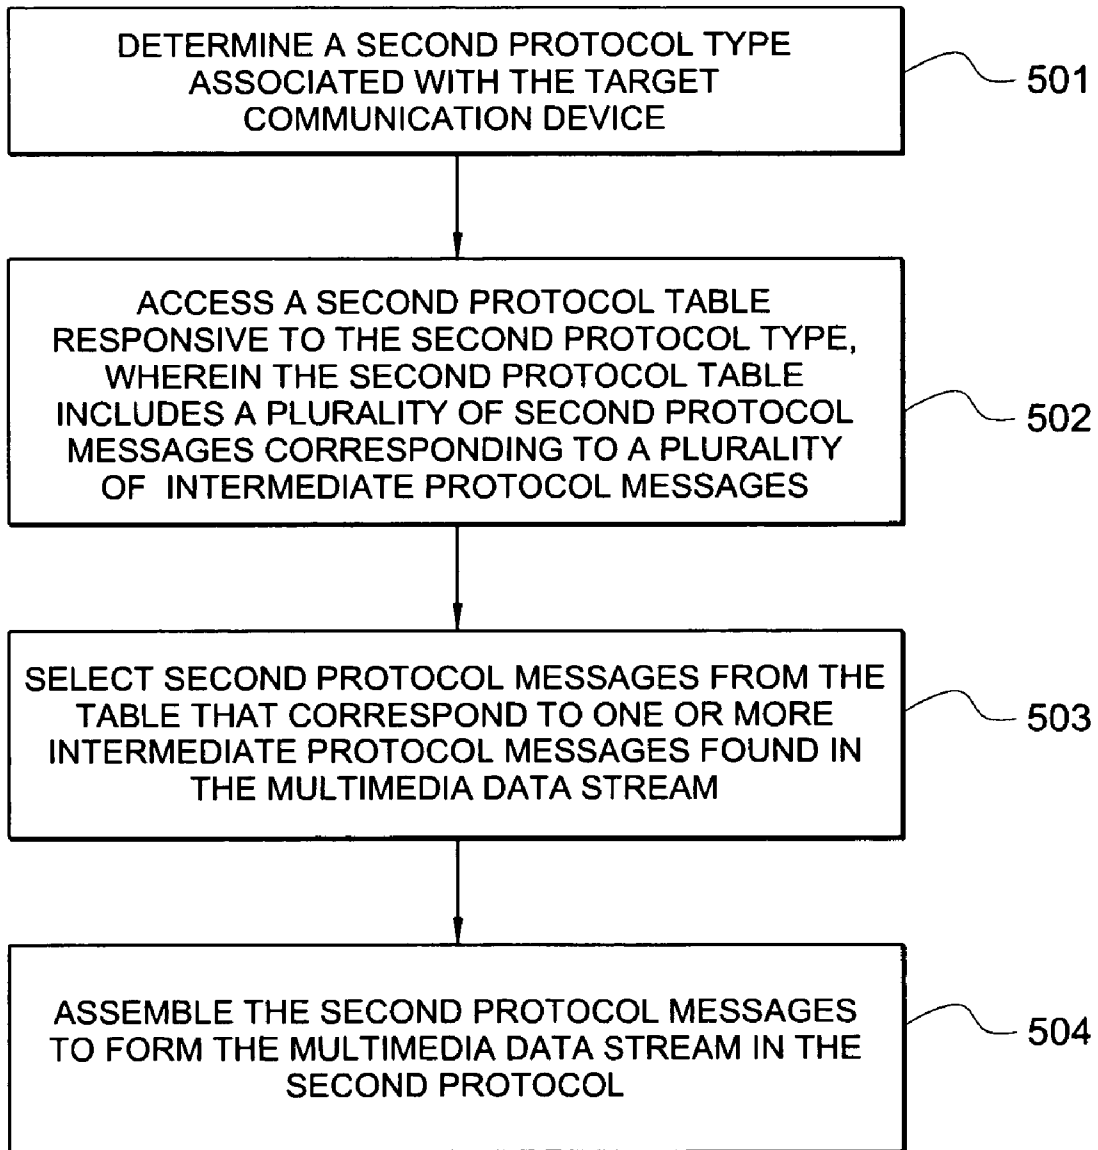 DETERMINE A SECOND PROTOCOL TYPE
ASSOCIATED WITH THE TARGET
COMMUNICATION DEVICE
501
ACCESS A SECOND PROTOCOL TABLE
RESPONSIVE TO THE SECOND PROTOCOL TYPE,
WHEREIN THE SECOND PROTOCOL TABLE
INCLUDES A PLURALITY OF SECOND PROTOCOL
MESSAGES CORRESPONDING TO A PLURALITY
OF INTERMEDIATE PROTOCOL MESSAGES
502
SELECT SECOND PROTOCOL MESSAGES FROM THE
TABLE THAT CORRESPOND TO ONE OR MORE
INTERMEDIATE PROTOCOL MESSAGES FOUND IN
THE MULTIMEDIA DATA STREAM
503
ASSEMBLE THE SECOND PROTOCOL MESSAGES
TO FORM THE MULTIMEDIA DATA STREAM IN THE
SECOND PROTOCOL
504